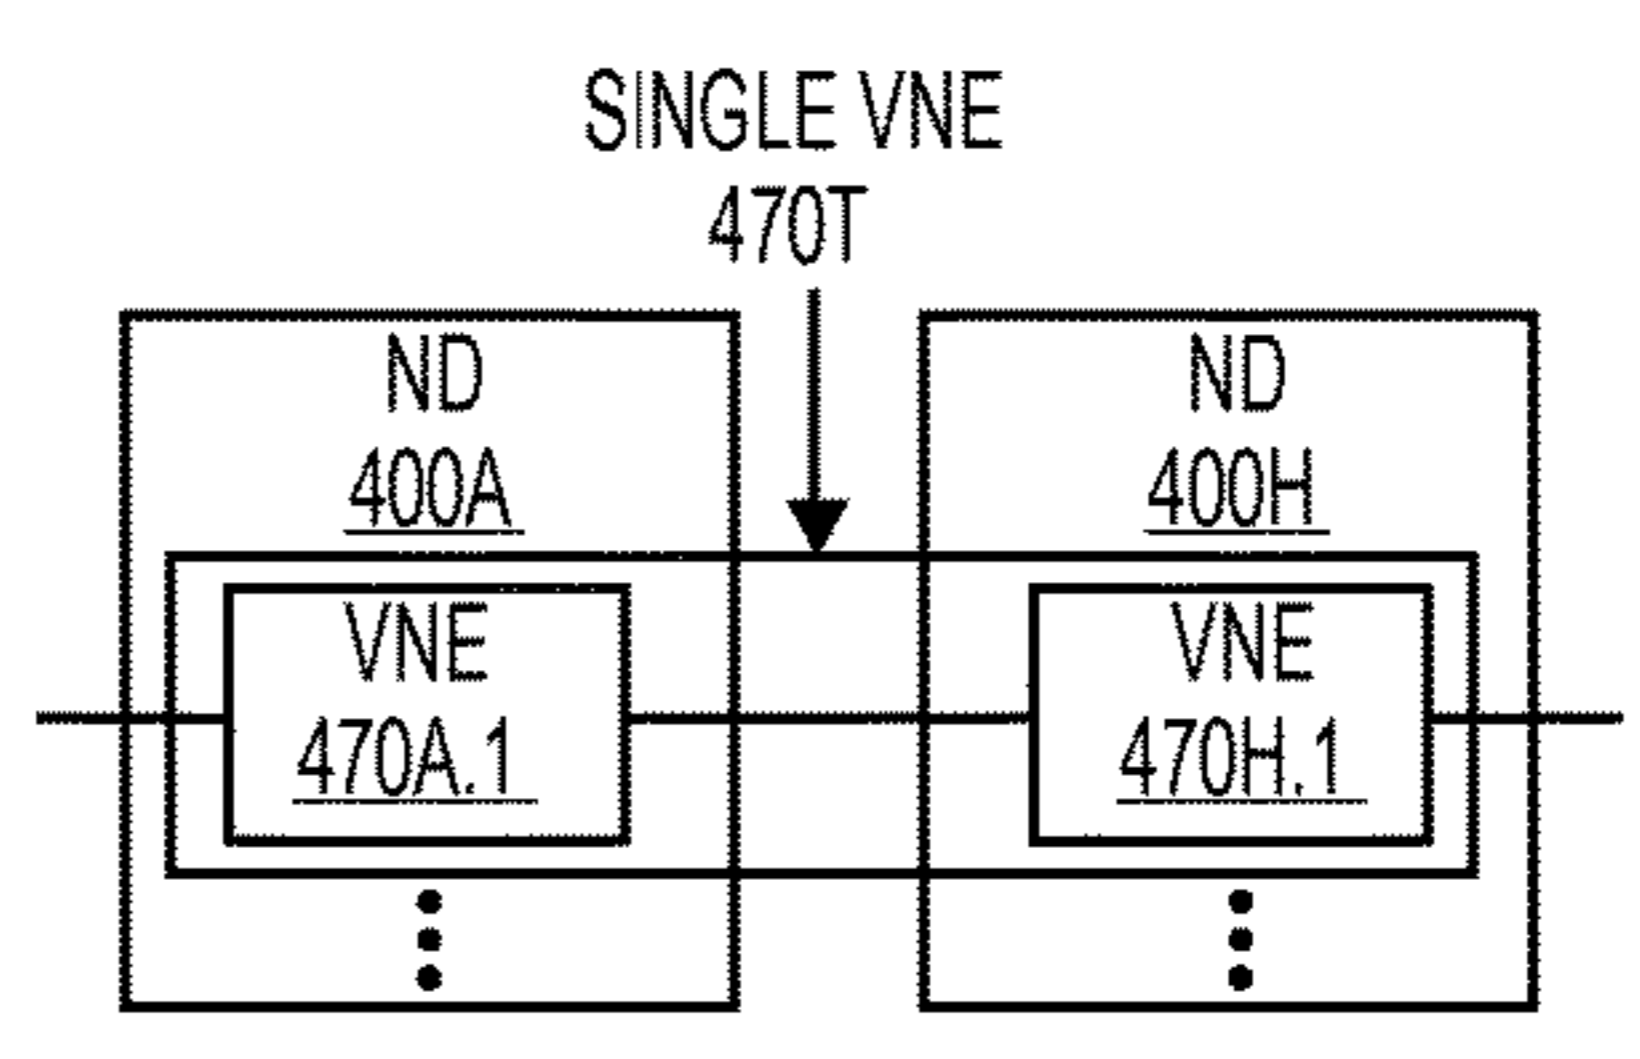 SINGLE VNE
470T
ND
400A
ND
400H
VNE
470A.1
VNE
470H.1